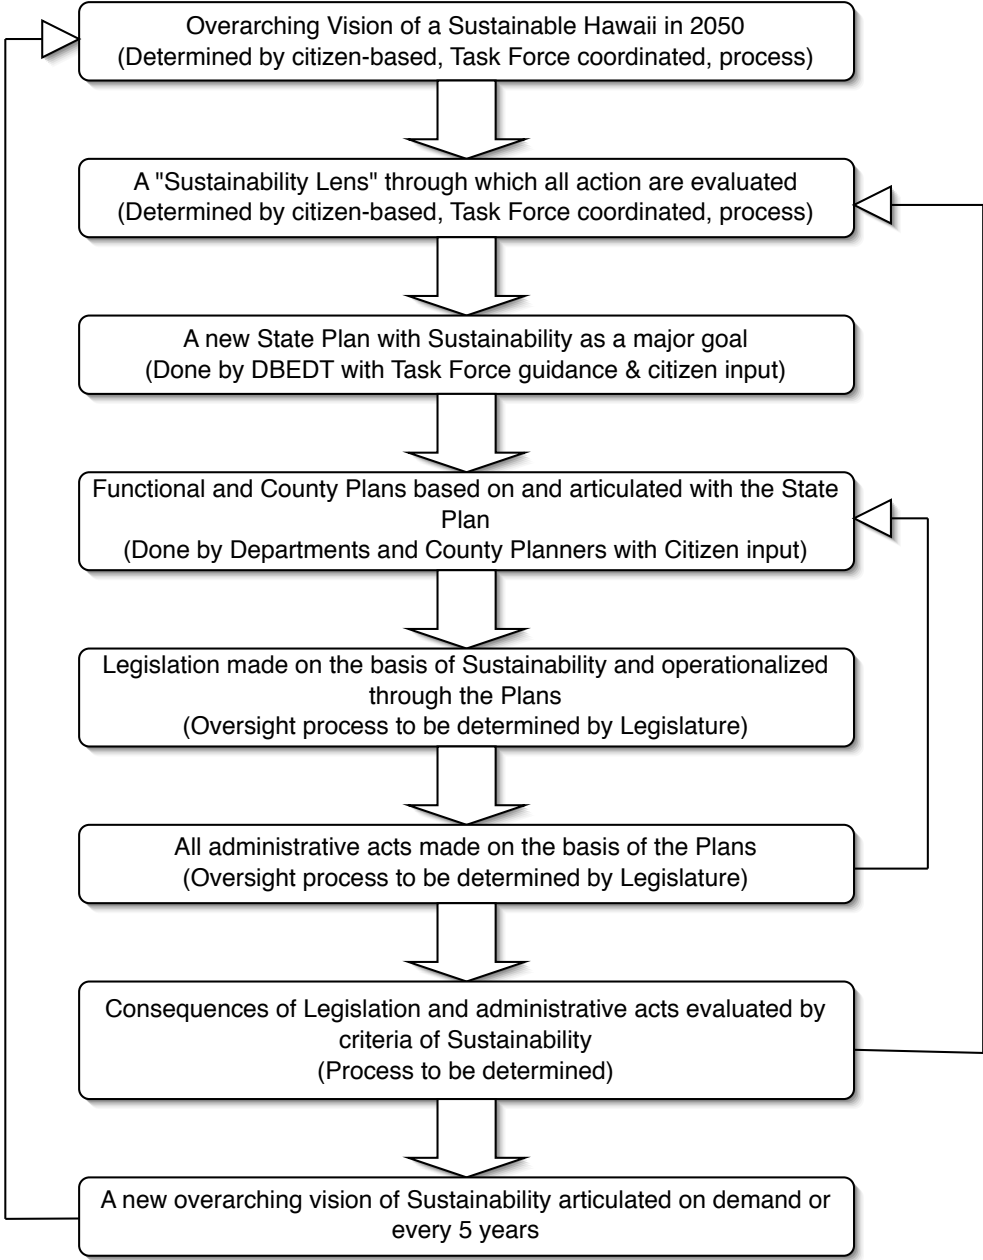 Overarching Vision of a Sustainable Hawaii in 2050
(Determined by citizen-based, Task Force coordinated, process)
A "Sustainability Lens" through which all action are evaluated
(Determined by citizen-based, Task Force coordinated, process)
A new State Plan with Sustainability as a major goal
(Done by DBEDT with Task Force guidance & citizen input)
Functional and County Plans based on and articulated with the State
Plan
(Done by Departments and County Planners with Citizen input)
Legislation made on the basis of Sustainability and operationalized
through the Plans
(Oversight process to be determined by Legislature)
All administrative acts made on the basis of the Plans
(Oversight process to be determined by Legislature)
Consequences of Legislation and administrative acts evaluated by
criteria of Sustainability
(Process to be determined)
A new overarching vision of Sustainability articulated on demand or
every 5 years